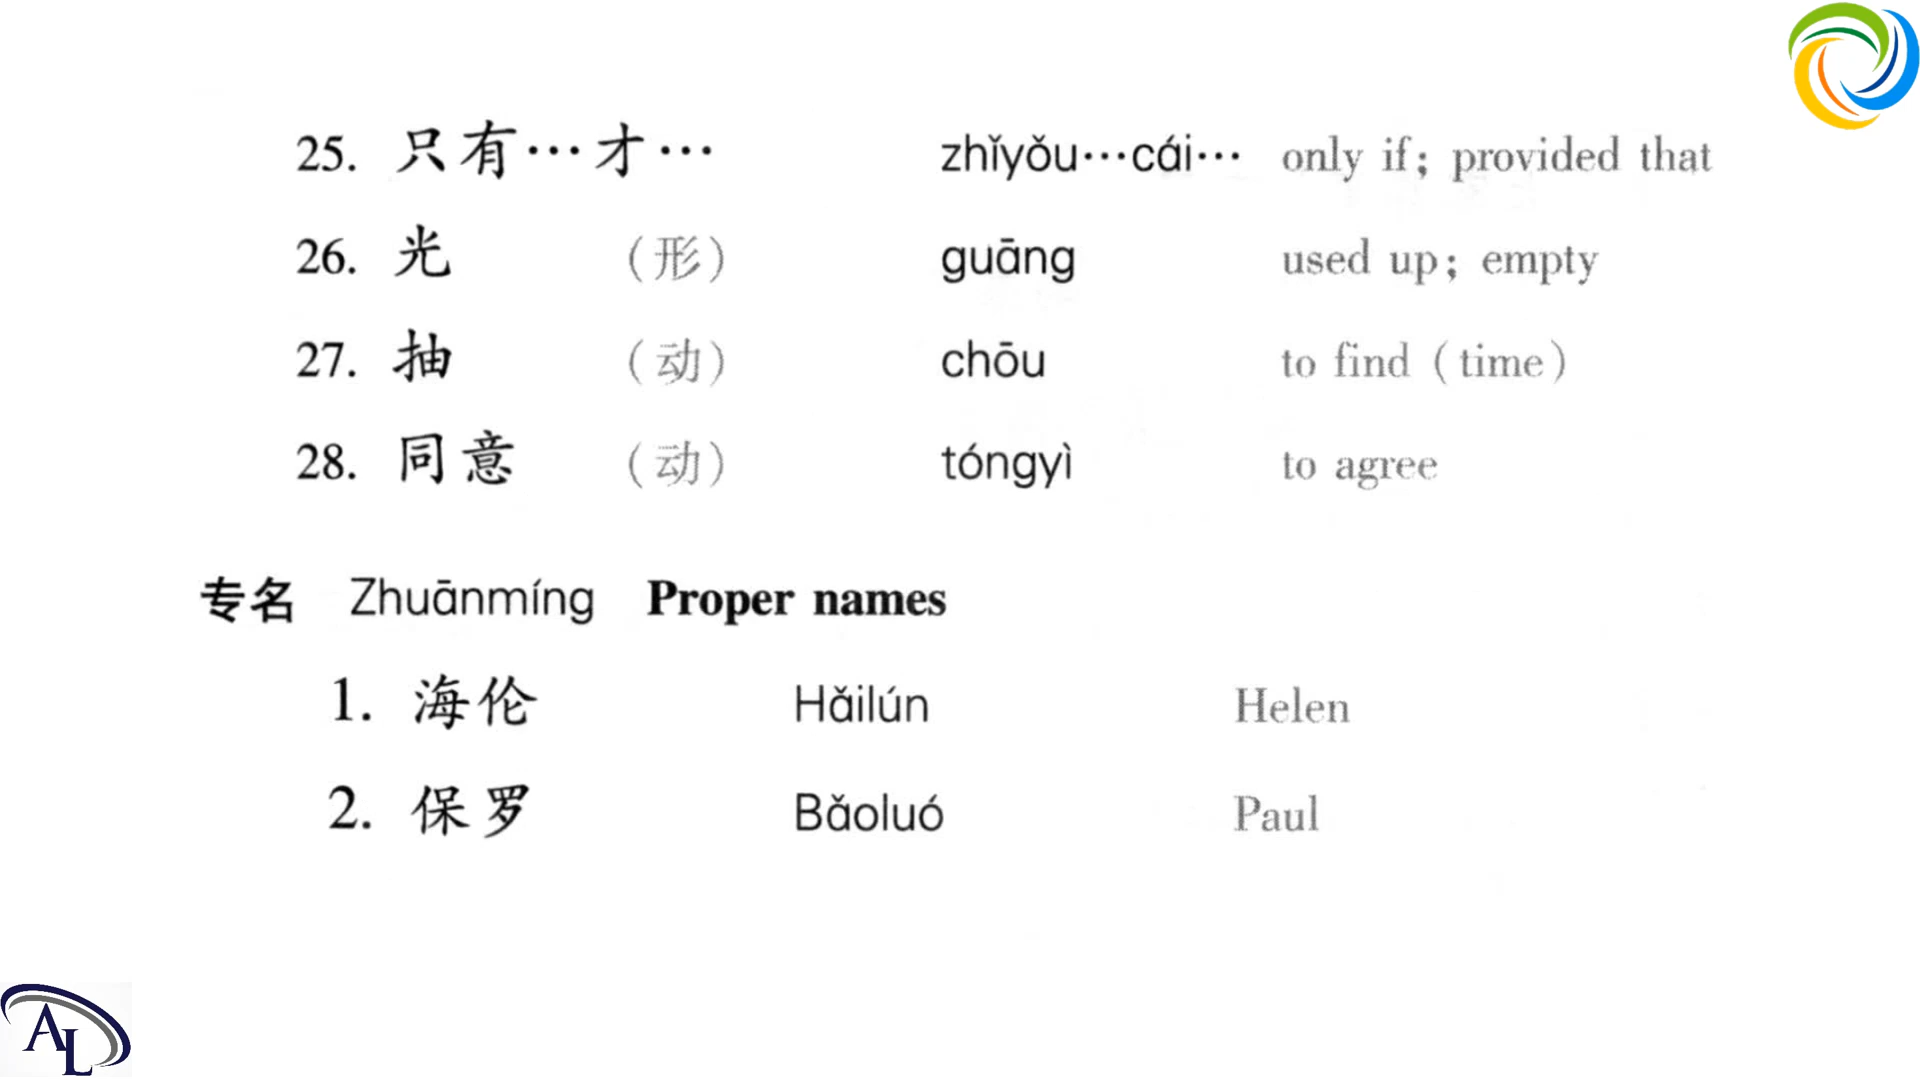 25. 只有…才… zhǐyǒu…cái… only if; provided that
26. 光 （形） guāng used up; empty
27. 抽 （动） chōu to find（time）
28. 同意 （动） tóngyì to agree
专名 Zhuānmíng Proper names
1. 海伦 Hǎilún Helen
2. 保罗 Bǎoluó Paul
AL